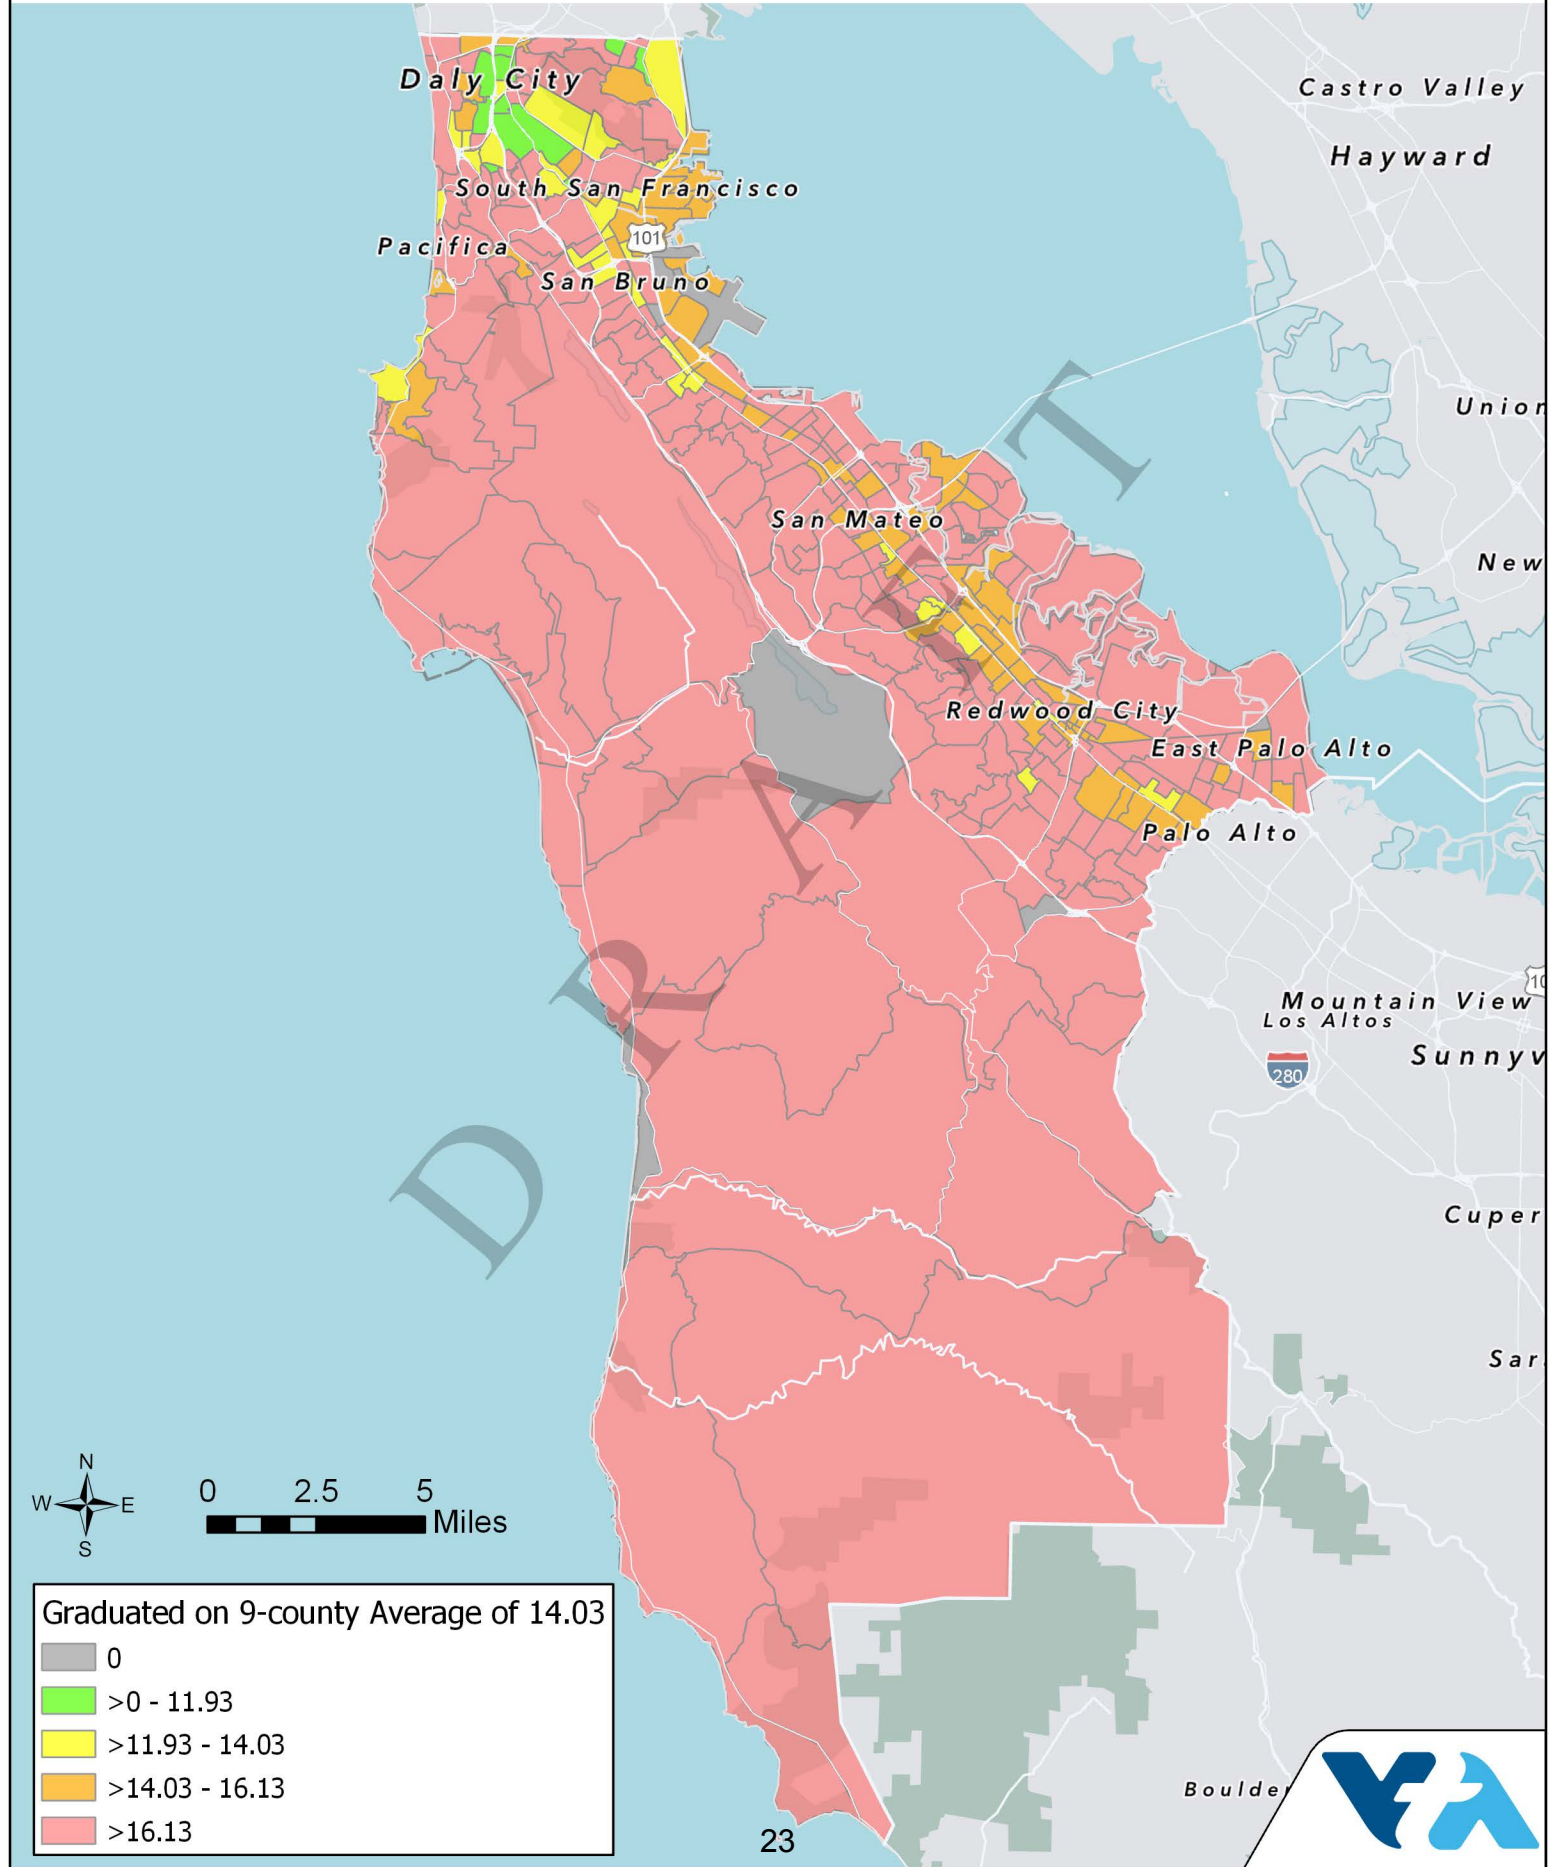 Castro Valley
Daly City
Hayward
South San Francisco
101
Pacifica
San Bruno
Union
San Mateo
New
Redwood City
East Palo Alto
Palo Alto
10
Mountain View
Los Altos
Sunnyv
280
Cuper
Sar
DRAFT
N
W E
S
0 2.5 5
Miles
Graduated on 9-county Average of 14.03
0
>0 - 11.93
>11.93 - 14.03
>14.03 - 16.13
>16.13
Boulder
VTA
23